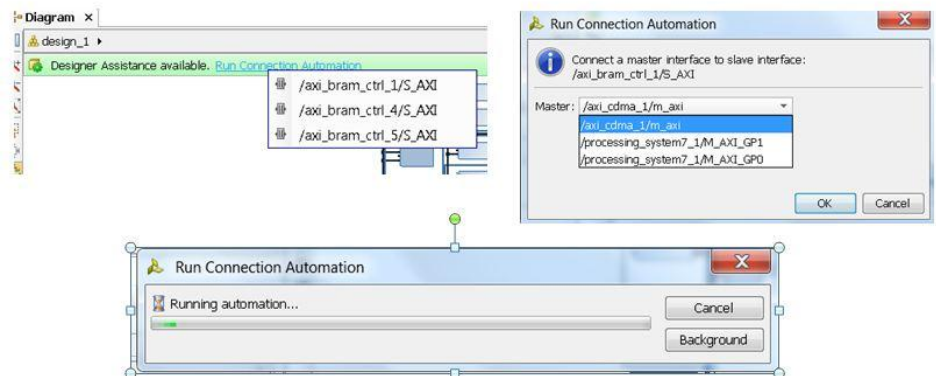 Diagram ×
design_1
Designer Assistance available. Run Connection Automation
/axi_bram_ctrl_1/S_AXI
/axi_bram_ctrl_4/S_AXI
/axi_bram_ctrl_5/S_AXI
Run Connection Automation
Connect a master interface to slave interface:
/axi_bram_ctrl_1/S_AXI
Master: /axi_cdma_1/m_axi
/axi_cdma_1/m_axi
/processing_system7_1/M_AXI_GP1
/processing_system7_1/M_AXI_GP0
OK Cancel
Run Connection Automation
Running automation...
Cancel
Background